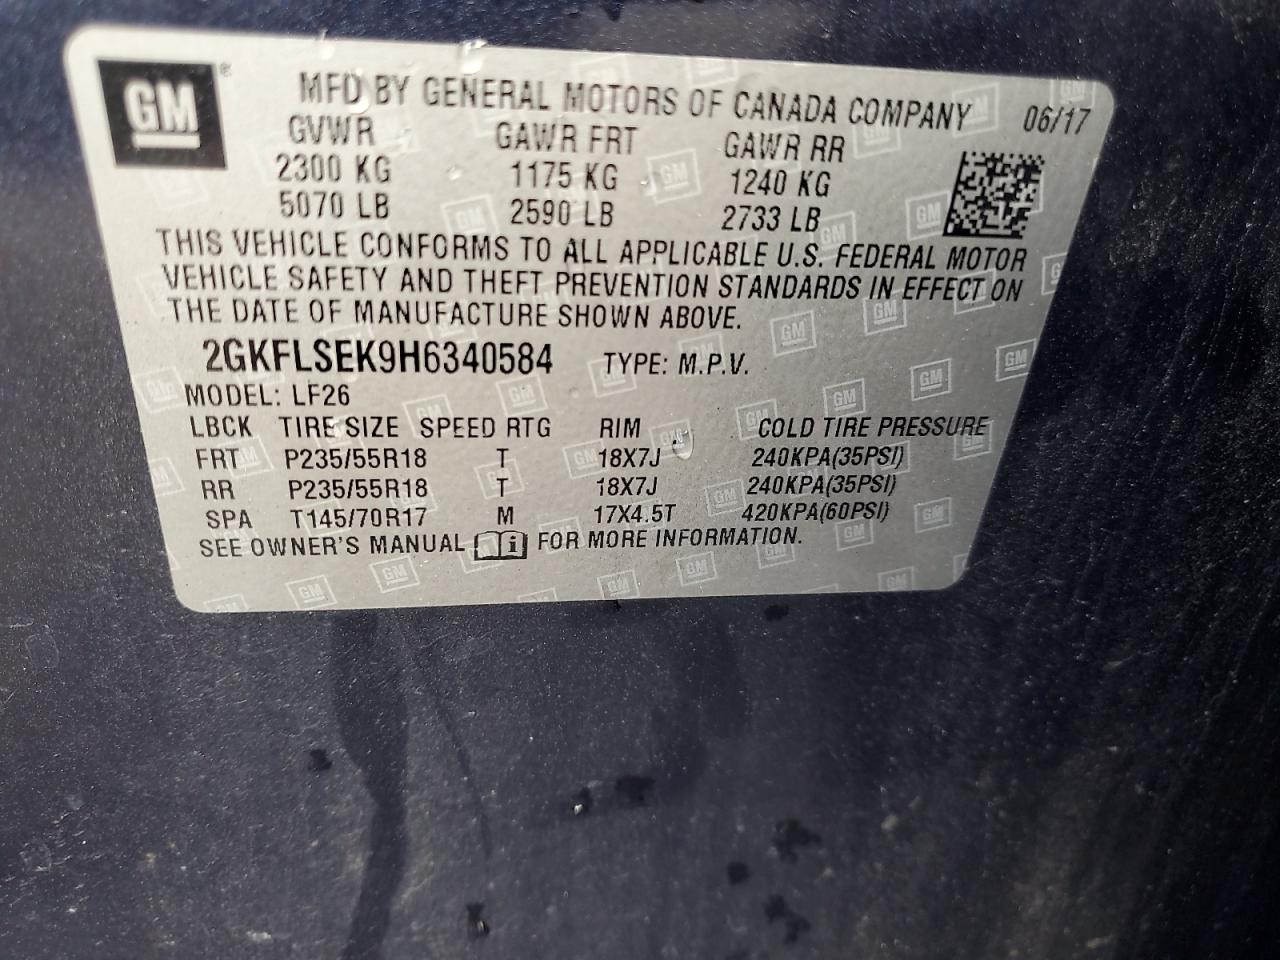 GM® MFD BY GENERAL MOTORS OF CANADA COMPANY 06/17
GVWR GAWR FRT GAWR RR
2300 KG 1175 KG 1240 KG
5070 LB 2590 LB 2733 LB
THIS VEHICLE CONFORMS TO ALL APPLICABLE U.S. FEDERAL MOTOR
VEHICLE SAFETY AND THEFT PREVENTION STANDARDS IN EFFECT ON
THE DATE OF MANUFACTURE SHOWN ABOVE.
2GKFLSEK9H6340584 TYPE: M.P.V.
MODEL: LF26
LBCK TIRE SIZE SPEED RTG RIM COLD TIRE PRESSURE
FRT P235/55R18 T 18X7J 240KPA(35PSI)
RR P235/55R18 T 18X7J 240KPA(35PSI)
SPA T145/70R17 M 17X4.5T 420KPA(60PSI)
SEE OWNER'S MANUAL i FOR MORE INFORMATION.